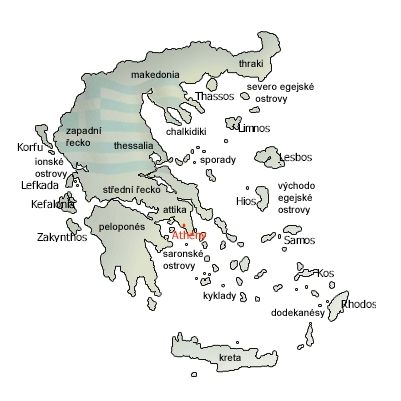 thraki
makedonia
severo egejské
ostrovy
Thassos
Limnos
zapadní
řecko
chalkidiki
thessalia
Korfu
ionské
ostrovy
sporady
Lesbos
Lefkada
střední řecko
východo
egejské
ostrovy
Kefalonia
Hios
attika
peloponés
Athény
Zakynthos
Samos
saronské
ostrovy
Kos
kyklady
Rhodos
dodekanésy
kreta